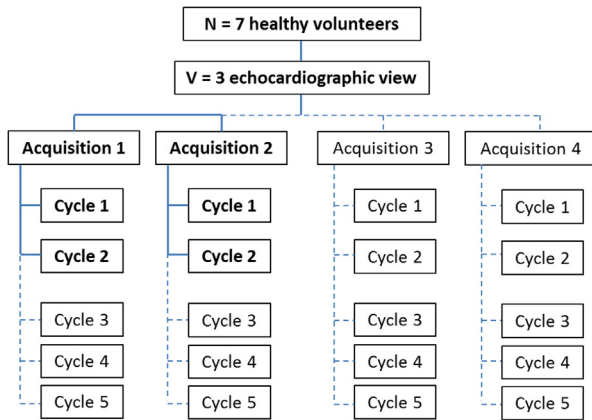 N = 7 healthy volunteers
V = 3 echocardiographic view
Acquisition 1
Acquisition 2
Acquisition 3
Acquisition 4
Cycle 1
Cycle 1
Cycle 1
Cycle 1
Cycle 2
Cycle 2
Cycle 2
Cycle 2
Cycle 3
Cycle 3
Cycle 3
Cycle 3
Cycle 4
Cycle 4
Cycle 4
Cycle 4
Cycle 5
Cycle 5
Cycle 5
Cycle 5